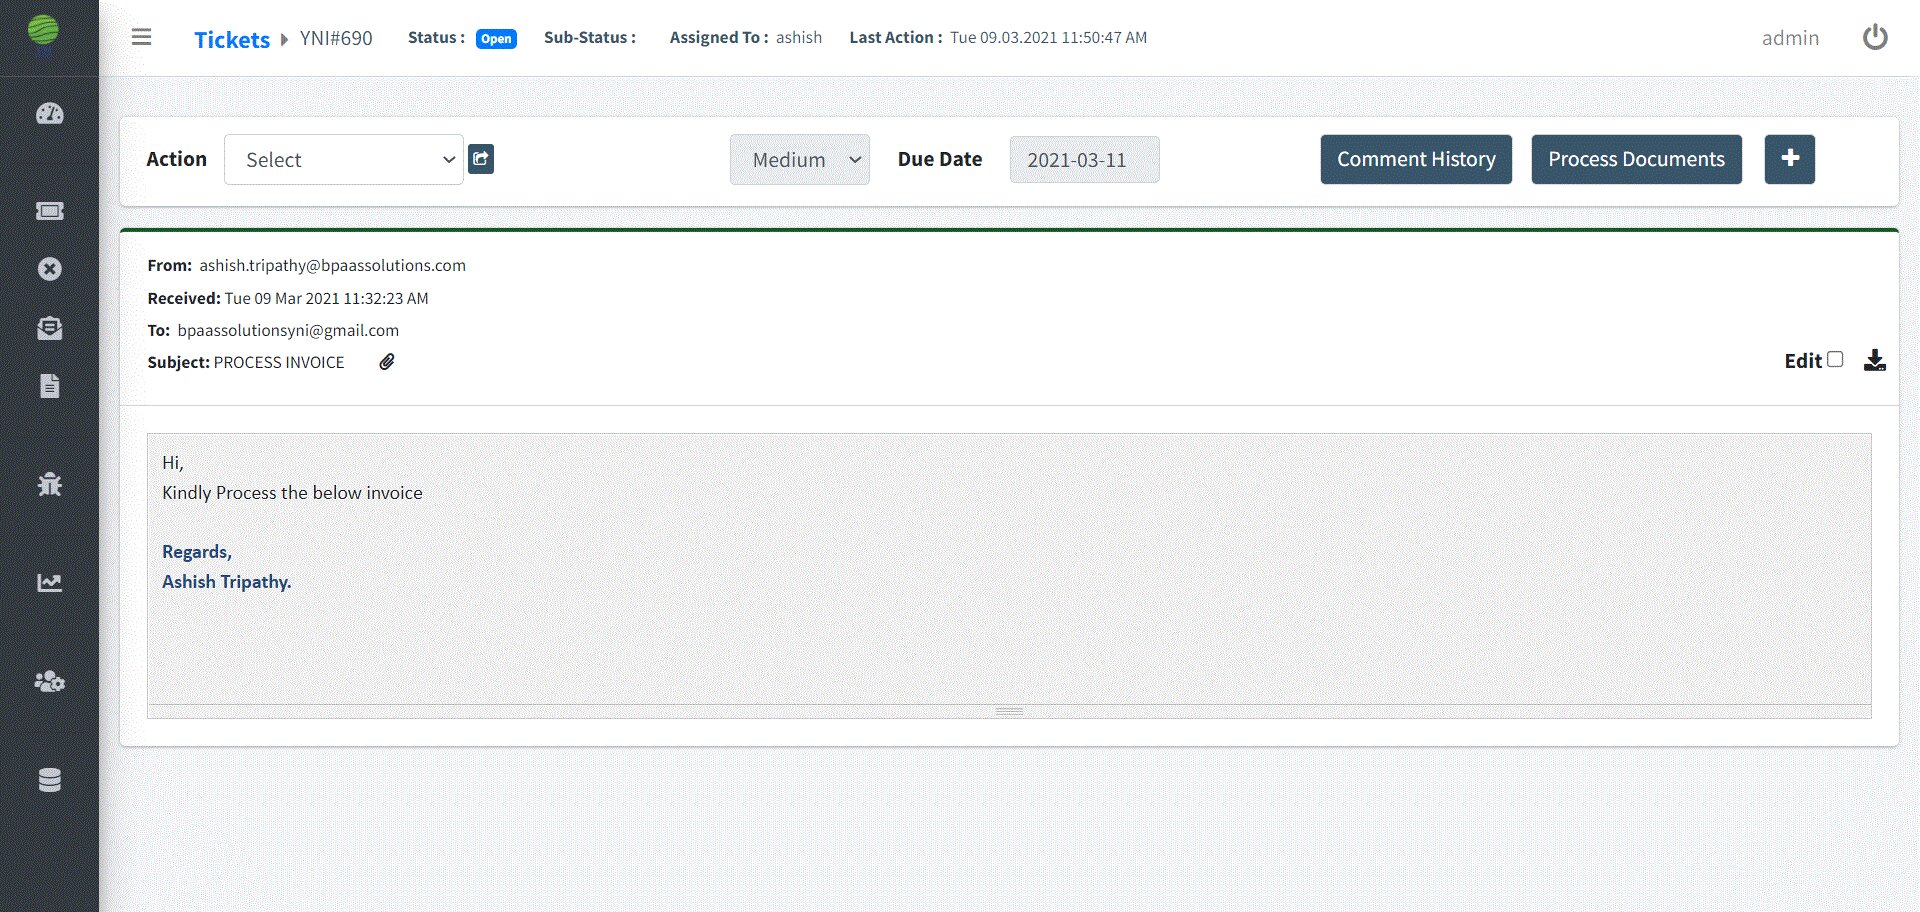 Tickets YNI#690 Status : Open Sub-Status : Assigned To : ashish Last Action : Tue 09.03.2021 11:50:47 AM admin
Action Select Medium Due Date 2021-03-11 Comment History Process Documents
From: ashish.tripathy@bpaassolutions.com
Received: Tue 09 Mar 2021 11:32:23 AM
To: bpaassolutionsyni@gmail.com
Subject: PROCESS INVOICE
Edit
Hi,
Kindly Process the below invoice
Regards,
Ashish Tripathy.